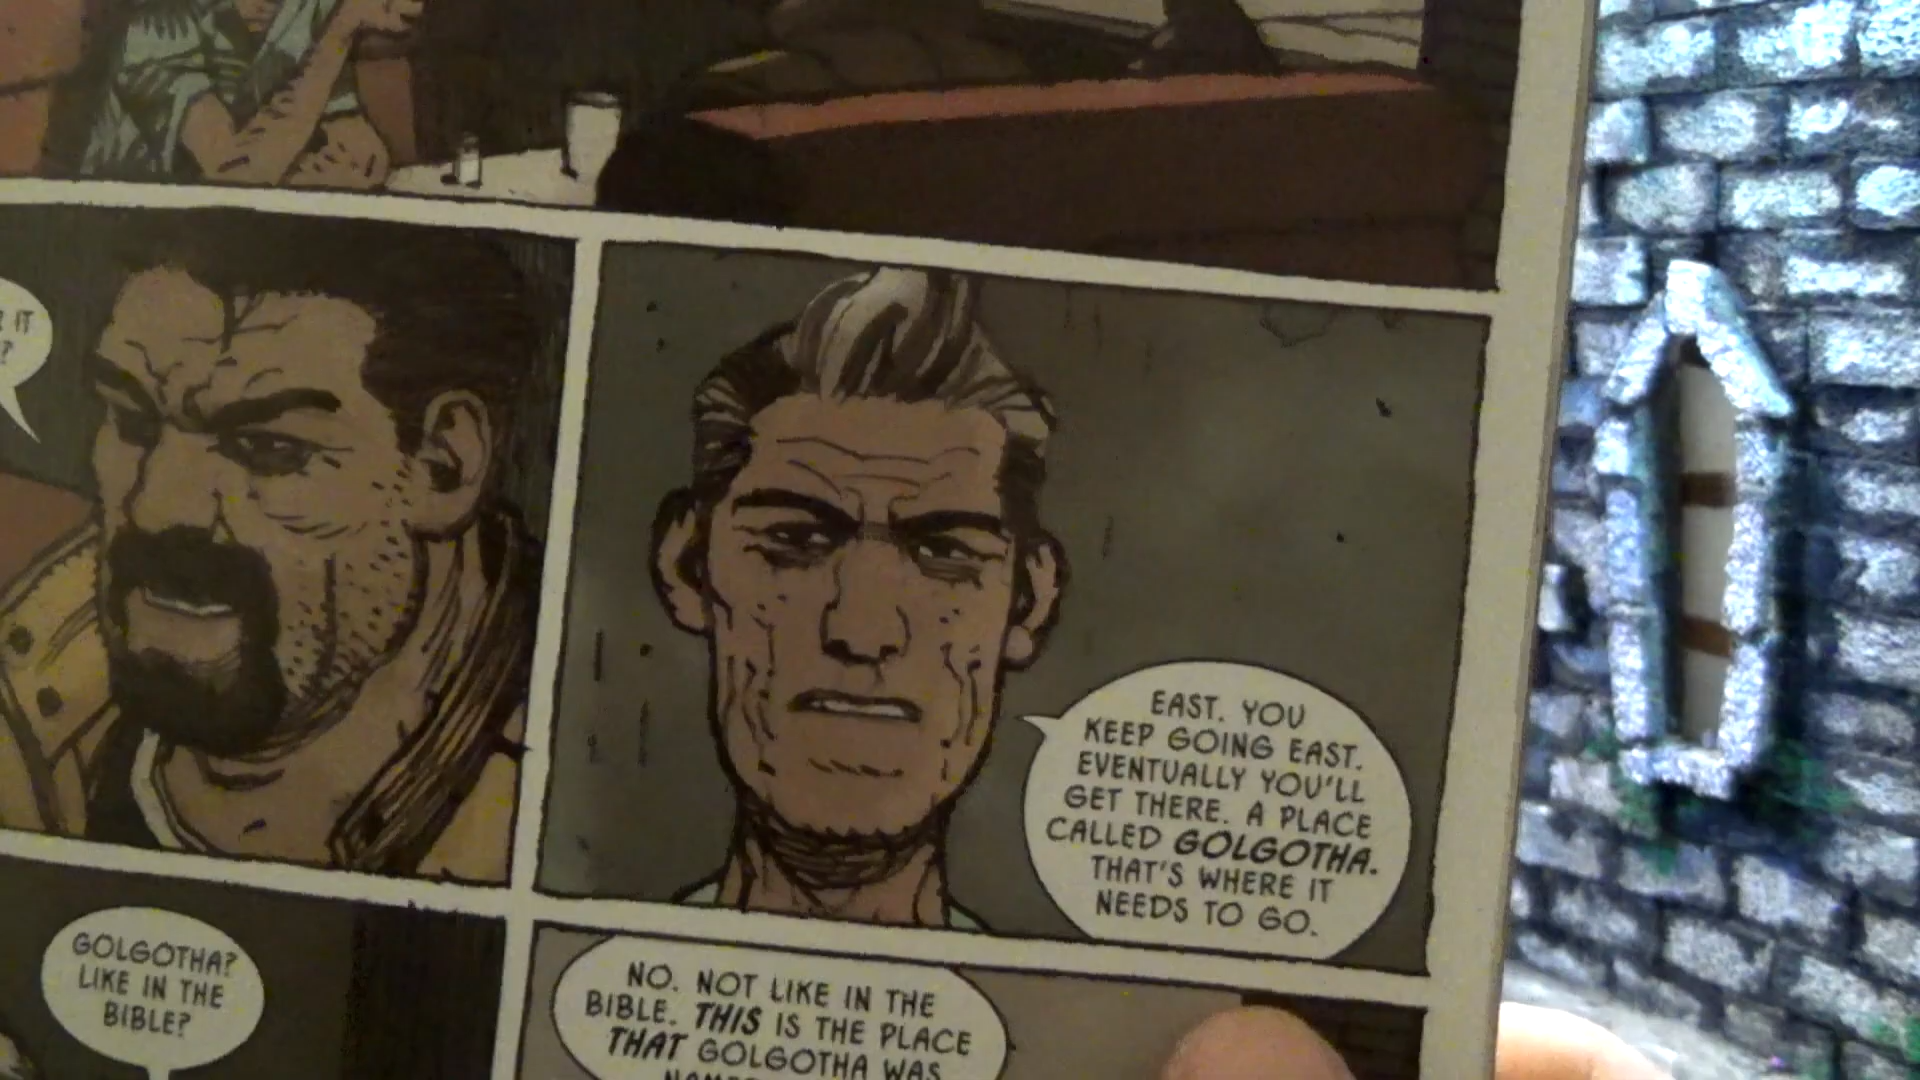 IT
?
EAST. YOU
KEEP GOING EAST.
EVENTUALLY YOU'LL
GET THERE. A PLACE
CALLED GOLGOTHA.
THAT'S WHERE IT
NEEDS TO GO.
GOLGOTHA?
LIKE IN THE
BIBLE?
NO. NOT LIKE IN THE
BIBLE. THIS IS THE PLACE
THAT GOLGOTHA WAS